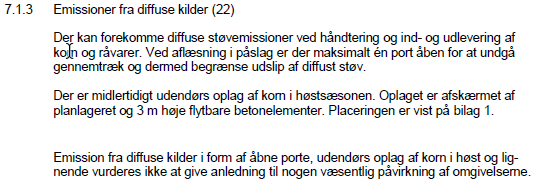 7.1.3 Emissioner fra diffuse kilder (22)
Der kan forekomme diffuse støvemissioner ved håndtering og ind- og udlevering af
korn og råvarer. Ved aflæsning i påslag er der maksimalt én port åben for at undgå
gennemtræk og dermed begrænse udslip af diffust støv.
Der er midlertidigt udendørs oplag af korn i høstsæsonen. Oplaget er afskærmet af
planlageret og 3 m høje flytbare betonelementer. Placeringen er vist på bilag 1.
Emission fra diffuse kilder i form af åbne porte, udendørs oplag af korn i høst og lig-
nende vurderes ikke at give anledning til nogen væsentlig påvirkning af omgivelserne.